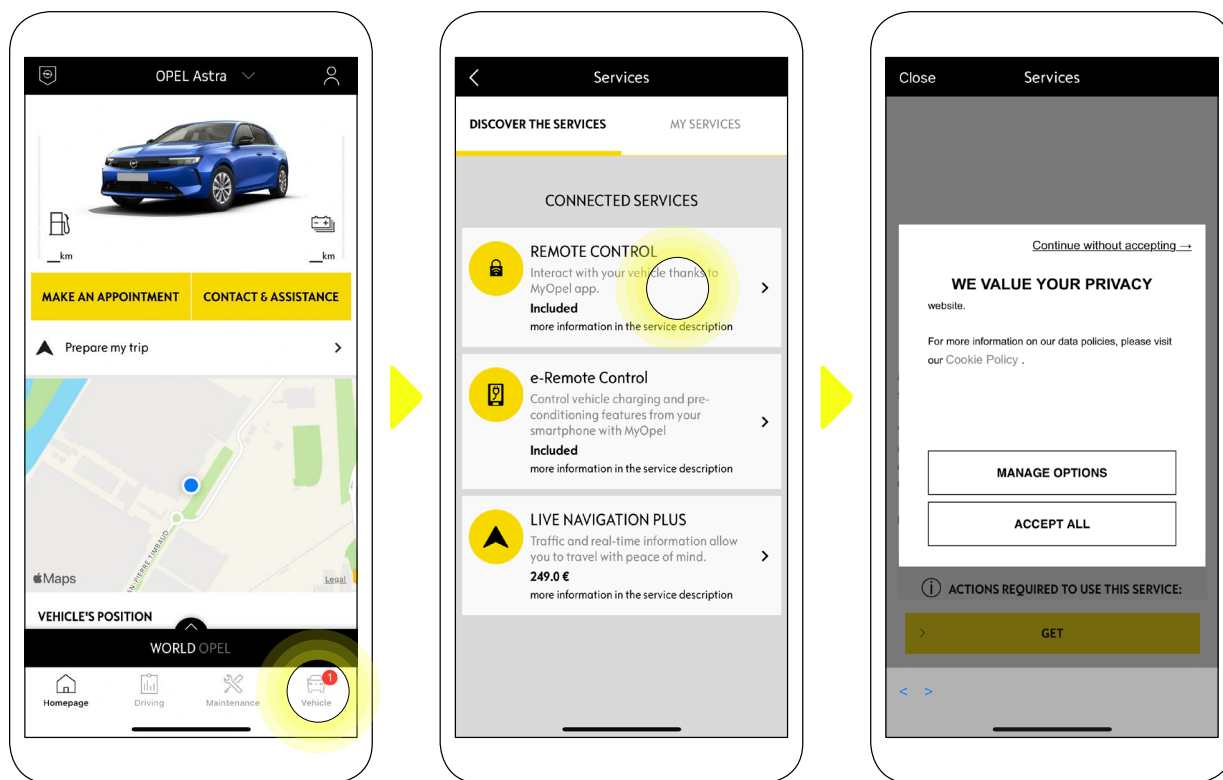 OPEL Astra
__km
__km
MAKE AN APPOINTMENT
CONTACT & ASSISTANCE
Prepare my trip
AN-PIERRE TIMBAUD
Maps
Legal
VEHICLE'S POSITION
WORLD OPEL
1
Homepage
Driving
Maintenance
Vehicle
Services
DISCOVER THE SERVICES
MY SERVICES
CONNECTED SERVICES
REMOTE CONTROL
Interact with your vehicle thanks to
MyOpel app.
Included
more information in the service description
e-Remote Control
Control vehicle charging and pre-
conditioning features from your
smartphone with MyOpel
Included
more information in the service description
LIVE NAVIGATION PLUS
Traffic and real-time information allow
you to travel with peace of mind.
249.0 €
more information in the service description
Close
Services
Continue without accepting →
WE VALUE YOUR PRIVACY
website.
For more information on our data policies, please visit
our Cookie Policy .
MANAGE OPTIONS
ACCEPT ALL
ACTIONS REQUIRED TO USE THIS SERVICE:
GET
< >